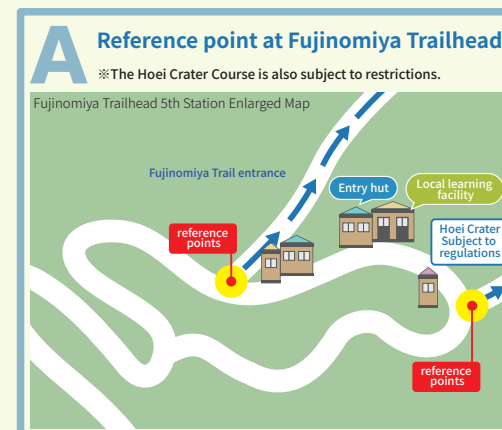 A
Reference point at Fujinomiya Trailhead
※The Hoei Crater Course is also subject to restrictions.
Fujinomiya Trailhead 5th Station Enlarged Map
Fujinomiya Trail entrance
Entry hut
Local learning
facility
reference
points
Hoei Crater
Subject to
regulations
reference
points